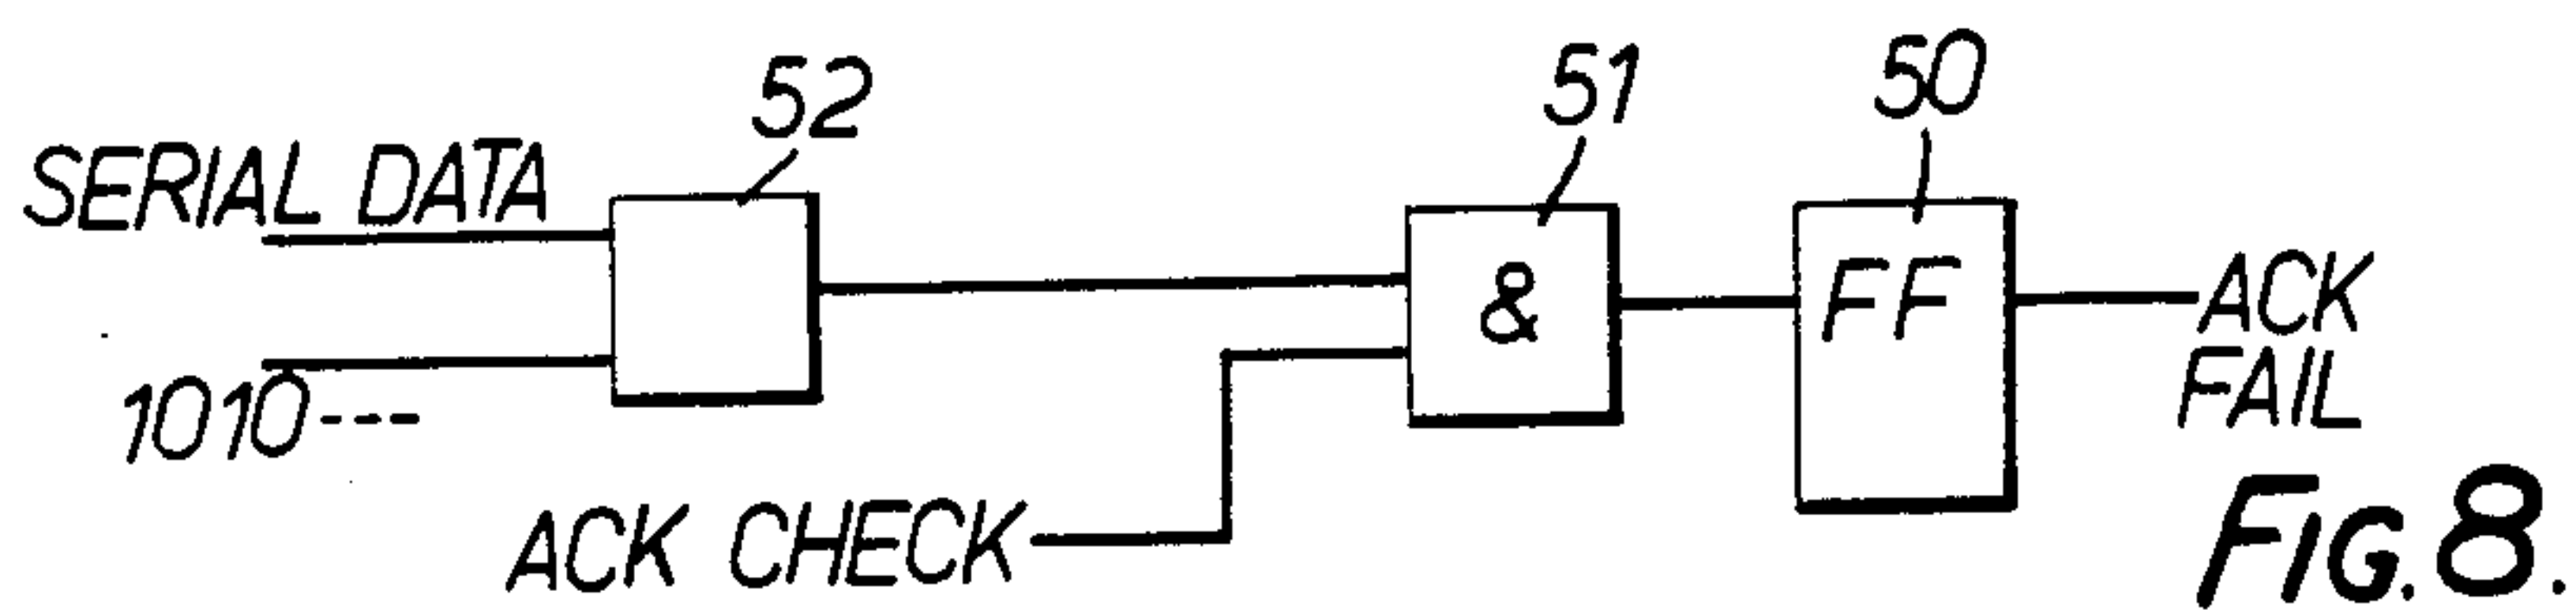 52
51
50
SERIAL DATA
&
FF
ACK
FAIL
1010---
ACK CHECK
FIG. 8.